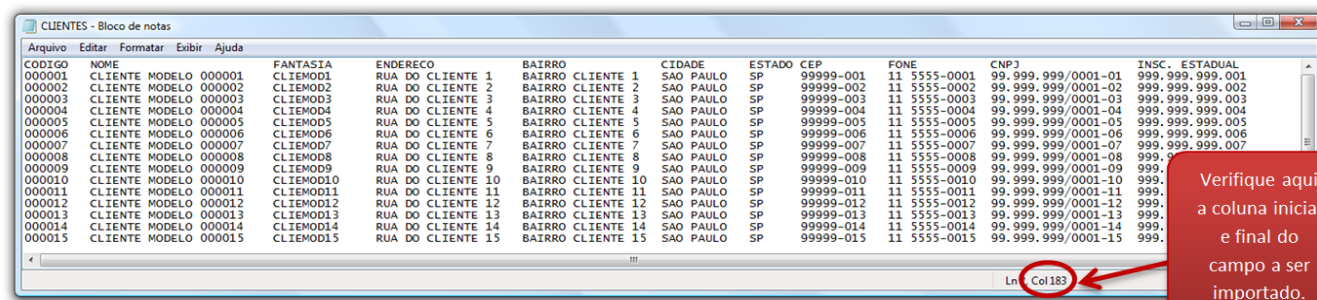 CLIENTES - Bloco de notas
Arquivo Editar Formatar Exibir Ajuda
CODIGO NOME FANTASIA ENDERECO BAIRRO CIDADE ESTADO CEP FONE CNPJ INSC. ESTADUAL
000001 CLIENTE MODELO 000001 CLIEMOD1 RUA DO CLIENTE 1 BAIRRO CLIENTE 1 SAO PAULO SP 99999-001 11 5555-0001 99.999.999/0001-01 999.999.999.001
000002 CLIENTE MODELO 000002 CLIEMOD2 RUA DO CLIENTE 2 BAIRRO CLIENTE 2 SAO PAULO SP 99999-002 11 5555-0002 99.999.999/0001-02 999.999.999.002
000003 CLIENTE MODELO 000003 CLIEMOD3 RUA DO CLIENTE 3 BAIRRO CLIENTE 3 SAO PAULO SP 99999-003 11 5555-0003 99.999.999/0001-03 999.999.999.003
000004 CLIENTE MODELO 000004 CLIEMOD4 RUA DO CLIENTE 4 BAIRRO CLIENTE 4 SAO PAULO SP 99999-004 11 5555-0004 99.999.999/0001-04 999.999.999.004
000005 CLIENTE MODELO 000005 CLIEMOD5 RUA DO CLIENTE 5 BAIRRO CLIENTE 5 SAO PAULO SP 99999-005 11 5555-0005 99.999.999/0001-05 999.999.999.005
000006 CLIENTE MODELO 000006 CLIEMOD6 RUA DO CLIENTE 6 BAIRRO CLIENTE 6 SAO PAULO SP 99999-006 11 5555-0006 99.999.999/0001-06 999.999.999.006
000007 CLIENTE MODELO 000007 CLIEMOD7 RUA DO CLIENTE 7 BAIRRO CLIENTE 7 SAO PAULO SP 99999-007 11 5555-0007 99.999.999/0001-07 999.999.999.007
000008 CLIENTE MODELO 000008 CLIEMOD8 RUA DO CLIENTE 8 BAIRRO CLIENTE 8 SAO PAULO SP 99999-008 11 5555-0008 99.999.999/0001-08
000009 CLIENTE MODELO 000009 CLIEMOD9 RUA DO CLIENTE 9 BAIRRO CLIENTE 9 SAO PAULO SP 99999-009 11 5555-0009 99.999.999/0001-09 999.
000010 CLIENTE MODELO 000010 CLIEMOD10 RUA DO CLIENTE 10 BAIRRO CLIENTE 10 SAO PAULO SP 99999-010 11 5555-0010 99.999.999/0001-10 999.
000011 CLIENTE MODELO 000011 CLIEMOD11 RUA DO CLIENTE 11 BAIRRO CLIENTE 11 SAO PAULO SP 99999-011 11 5555-0011 99.999.999/0001-11 999.
000012 CLIENTE MODELO 000012 CLIEMOD12 RUA DO CLIENTE 12 BAIRRO CLIENTE 12 SAO PAULO SP 99999-012 11 5555-0012 99.999.999/0001-12 999.
000013 CLIENTE MODELO 000013 CLIEMOD13 RUA DO CLIENTE 13 BAIRRO CLIENTE 13 SAO PAULO SP 99999-013 11 5555-0013 99.999.999/0001-13 999.
000014 CLIENTE MODELO 000014 CLIEMOD14 RUA DO CLIENTE 14 BAIRRO CLIENTE 14 SAO PAULO SP 99999-014 11 5555-0014 99.999.999/0001-14 999.
000015 CLIENTE MODELO 000015 CLIEMOD15 RUA DO CLIENTE 15 BAIRRO CLIENTE 15 SAO PAULO SP 99999-015 11 5555-0015 99.999.999/0001-15 999.
Verifique aqui
a coluna inicia
e final do
campo a ser
importado.
Ln Col 183